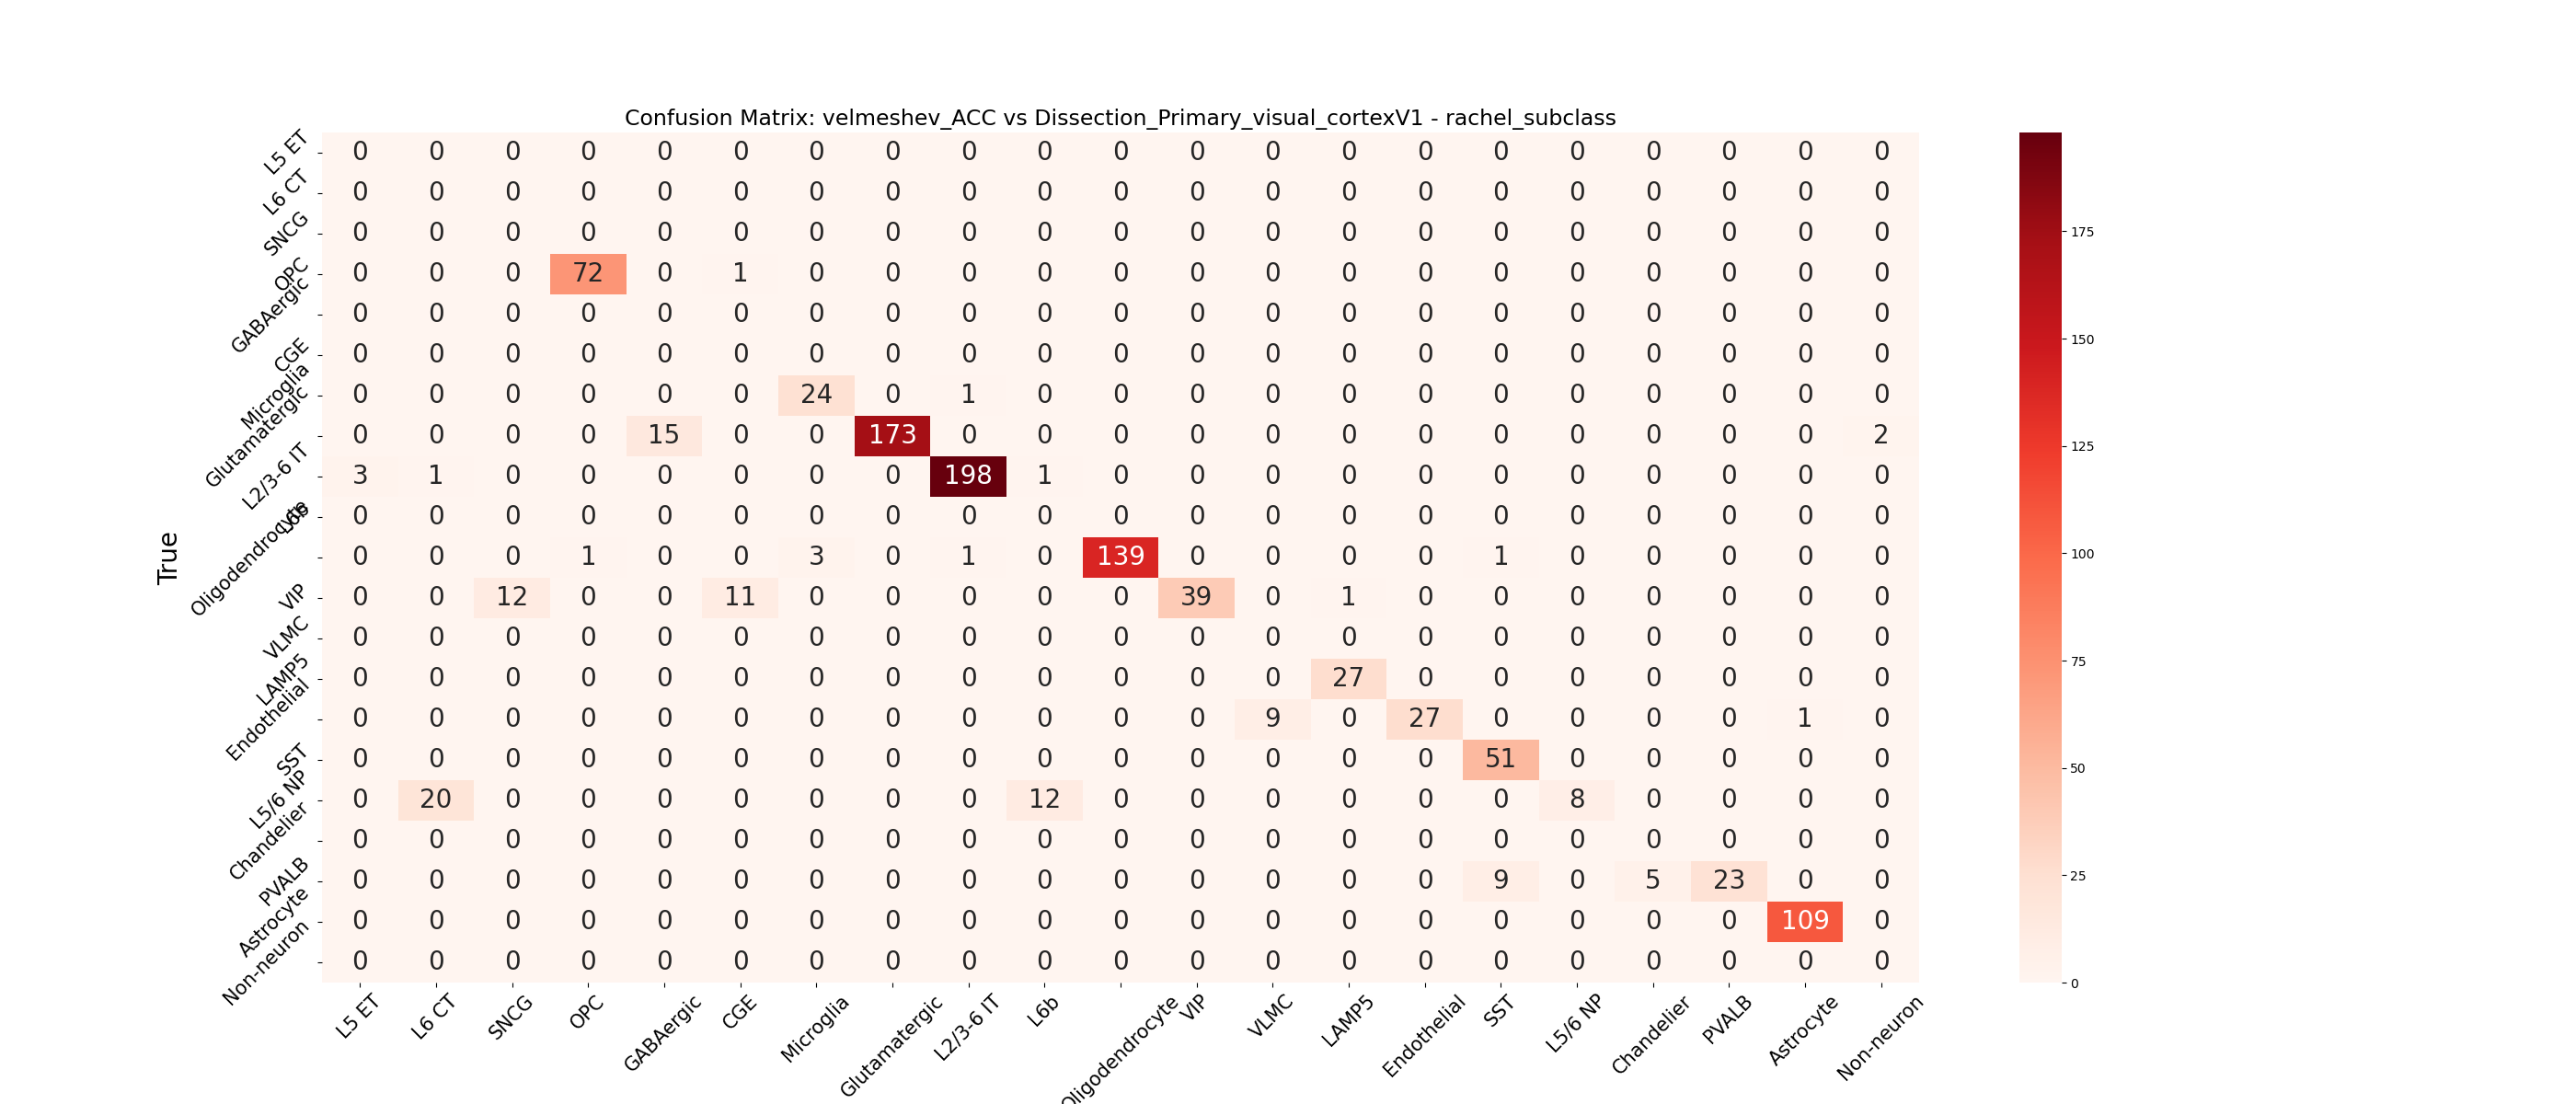 Confusion Matrix: velmeshev_ACC vs Dissection_Primary_visual_cortexV1 - rachel_subclass
True
L5 ET 0 0 0 0 0 0 0 0 0 0 0 0 0 0 0 0 0 0 0 0 0
L6 CT 0 0 0 0 0 0 0 0 0 0 0 0 0 0 0 0 0 0 0 0 0
SNCG 0 0 0 0 0 0 0 0 0 0 0 0 0 0 0 0 0 0 0 0 0
OPC 0 0 0 72 0 1 0 0 0 0 0 0 0 0 0 0 0 0 0 0 0
GABAergic 0 0 0 0 0 0 0 0 0 0 0 0 0 0 0 0 0 0 0 0 0
CGE 0 0 0 0 0 0 0 0 0 0 0 0 0 0 0 0 0 0 0 0 0
Microglia 0 0 0 0 0 0 24 0 1 0 0 0 0 0 0 0 0 0 0 0 0
Glutamatergic 0 0 0 0 15 0 0 173 0 0 0 0 0 0 0 0 0 0 0 0 2
L2/3-6 IT 3 1 0 0 0 0 0 0 198 1 0 0 0 0 0 0 0 0 0 0 0
L6b 0 0 0 0 0 0 0 0 0 0 0 0 0 0 0 0 0 0 0 0 0
Oligodendrocyte 0 0 0 1 0 0 3 0 1 0 139 0 0 0 0 1 0 0 0 0 0
VIP 0 0 12 0 0 11 0 0 0 0 0 39 0 1 0 0 0 0 0 0 0
VLMC 0 0 0 0 0 0 0 0 0 0 0 0 0 0 0 0 0 0 0 0 0
LAMP5 0 0 0 0 0 0 0 0 0 0 0 0 0 27 0 0 0 0 0 0 0
Endothelial 0 0 0 0 0 0 0 0 0 0 0 0 9 0 27 0 0 0 0 1 0
SST 0 0 0 0 0 0 0 0 0 0 0 0 0 0 0 51 0 0 0 0 0
L5/6 NP 0 20 0 0 0 0 0 0 0 12 0 0 0 0 0 0 8 0 0 0 0
Chandelier 0 0 0 0 0 0 0 0 0 0 0 0 0 0 0 0 0 0 0 0 0
PVALB 0 0 0 0 0 0 0 0 0 0 0 0 0 0 0 9 0 5 23 0 0
Astrocyte 0 0 0 0 0 0 0 0 0 0 0 0 0 0 0 0 0 0 0 109 0
Non-neuron 0 0 0 0 0 0 0 0 0 0 0 0 0 0 0 0 0 0 0 0 0
L5 ET L6 CT SNCG OPC GABAergic CGE Microglia Glutamatergic L2/3-6 IT L6b Oligodendrocyte VIP VLMC LAMP5 Endothelial SST L5/6 NP Chandelier PVALB Astrocyte Non-neuron
175
150
125
100
75
50
25
0